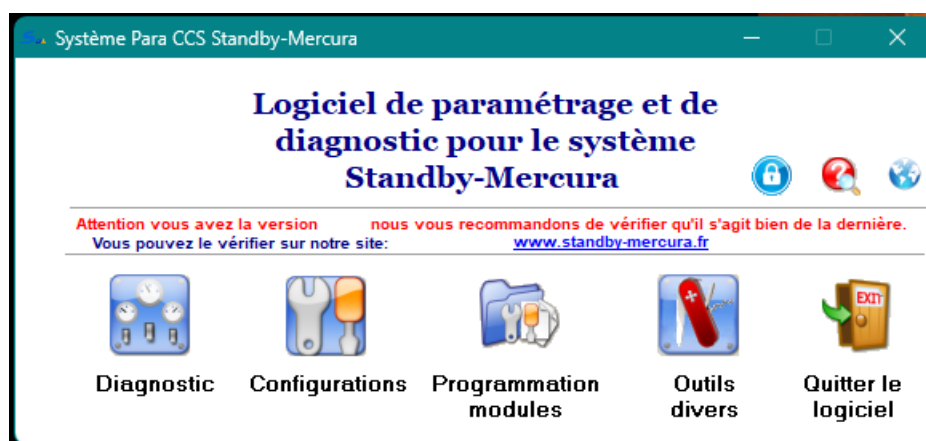 Système Para CCS Standby-Mercura
Logiciel de paramétrage et de
diagnostic pour le système
Standby-Mercura
Attention vous avez la version nous vous recommandons de vérifier qu'il s'agit bien de la dernière.
Vous pouvez le vérifier sur notre site: www.standby-mercura.fr
Diagnostic
Configurations
Programmation
modules
Outils
divers
EXIT
Quitter le
logiciel